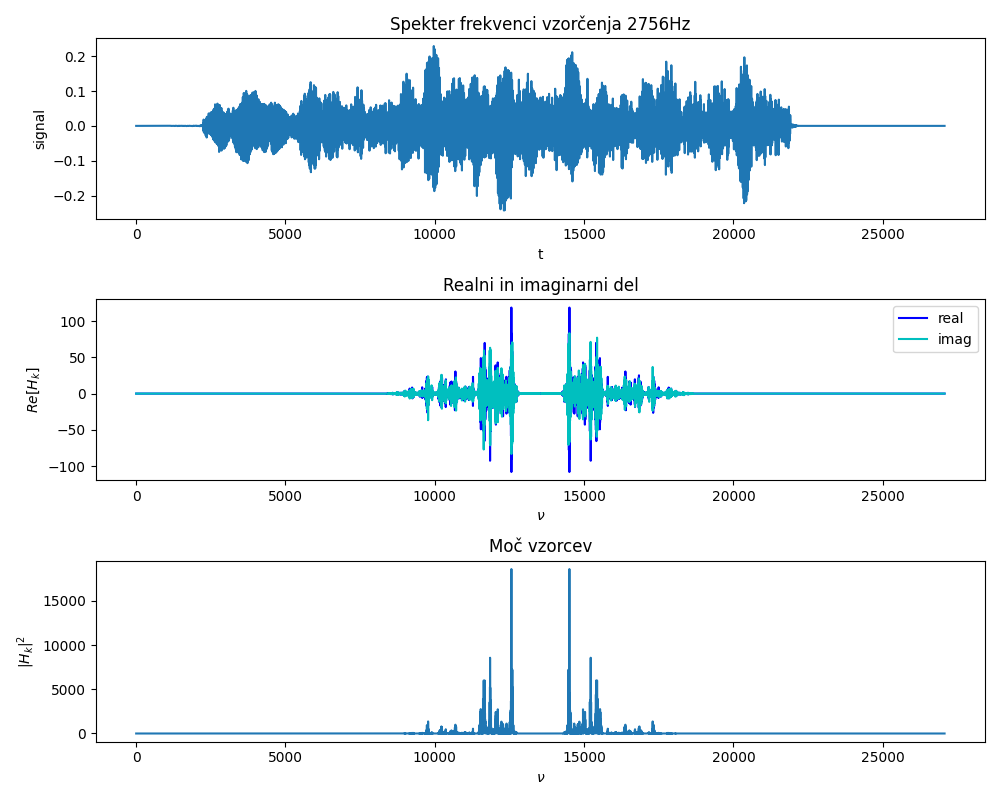 Spekter frekvenci vzorčenja 2756Hz
signal
0.2
0.1
0.0
−0.1
−0.2
0 5000 10000 15000 20000 25000
t
Realni in imaginarni del
Re[H_k]
100
50
0
−50
−100
real
imag
0 5000 10000 15000 20000 25000
ν
Moč vzorcev
|H_k|²
15000
10000
5000
0
0 5000 10000 15000 20000 25000
ν